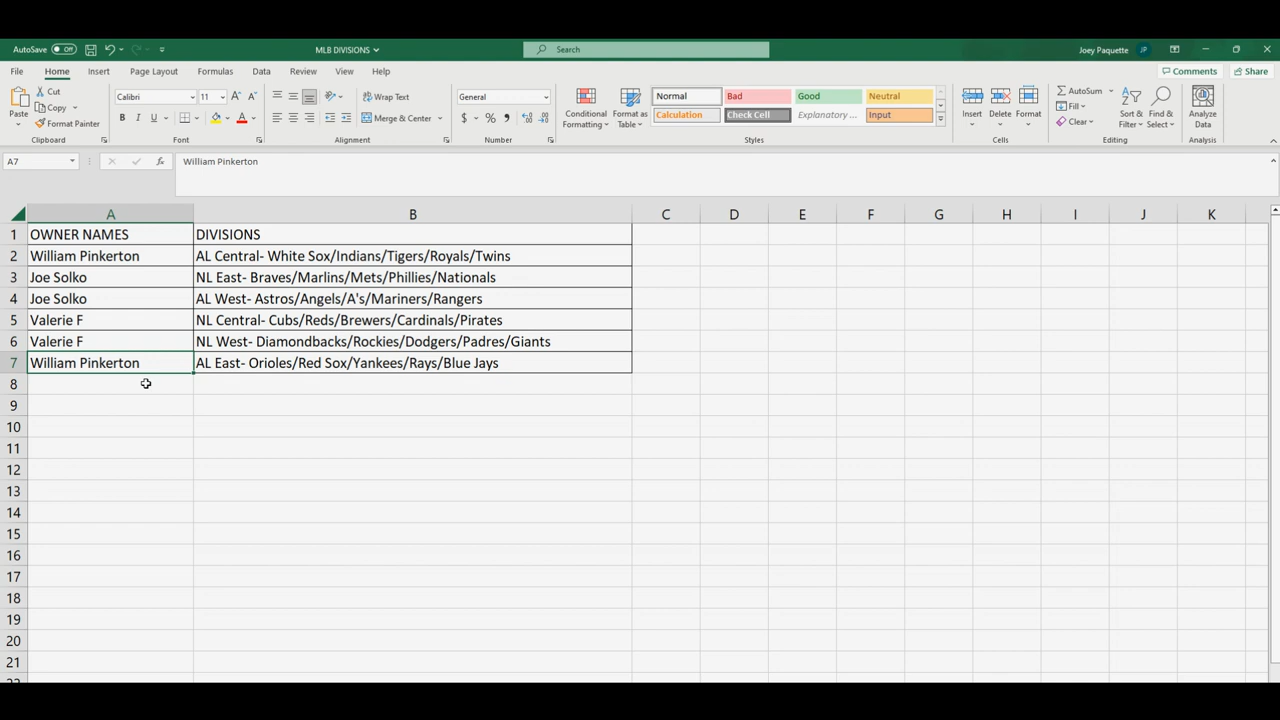 AutoSave Off MLB DIVISIONS Search Joey Paquette JP
File Home Insert Page Layout Formulas Data Review View Help Comments Share
Paste Cut Copy Format Painter Clipboard
Calibri 11 B I U A A Font
Wrap Text Merge & Center Alignment
General $ % Number
Conditional Formatting Format as Table Normal Bad Good Neutral Calculation Check Cell Explanatory ... Input Styles
Insert Delete Format Cells
AutoSum Fill Clear Sort & Filter Find & Select Editing
Analyze Data Analysis
A7 fx William Pinkerton
A B C D E F G H I J K
1 OWNER NAMES DIVISIONS
2 William Pinkerton AL Central- White Sox/Indians/Tigers/Royals/Twins
3 Joe Solko NL East- Braves/Marlins/Mets/Phillies/Nationals
4 Joe Solko AL West- Astros/Angels/A's/Mariners/Rangers
5 Valerie F NL Central- Cubs/Reds/Brewers/Cardinals/Pirates
6 Valerie F NL West- Diamondbacks/Rockies/Dodgers/Padres/Giants
7 William Pinkerton AL East- Orioles/Red Sox/Yankees/Rays/Blue Jays
8
9
10
11
12
13
14
15
16
17
18
19
20
21